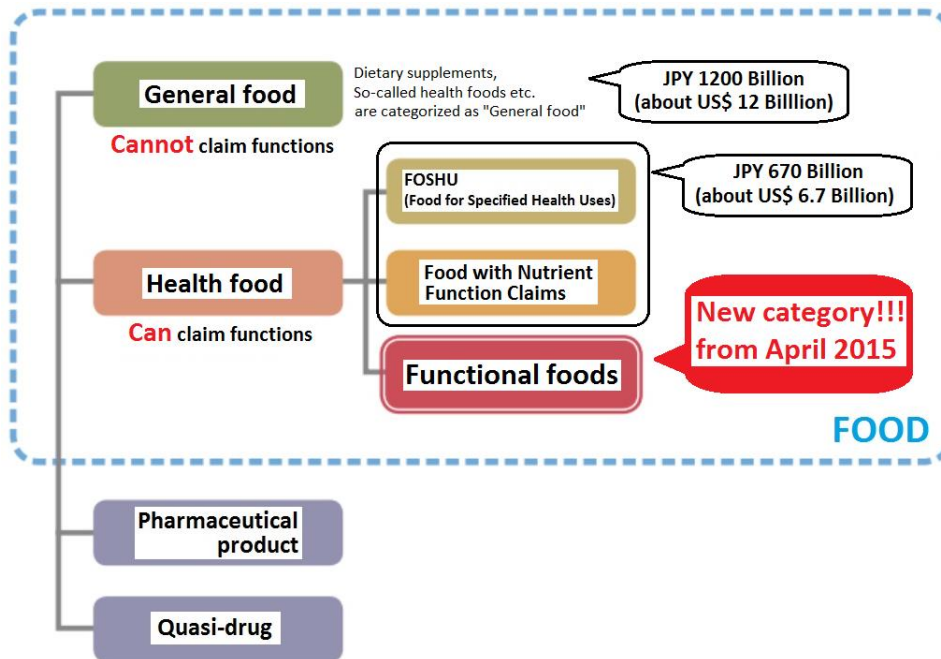 General food
Cannot claim functions
Dietary supplements,
So-called health foods etc.
are categorized as "General food"
JPY 1200 Billion
(about US$ 12 Billlion)
FOSHU
(Food for Specified Health Uses)
JPY 670 Billion
(about US$ 6.7 Billion)
Health food
Can claim functions
Food with Nutrient
Function Claims
New category!!!
from April 2015
Functional foods
FOOD
Pharmaceutical
product
Quasi-drug